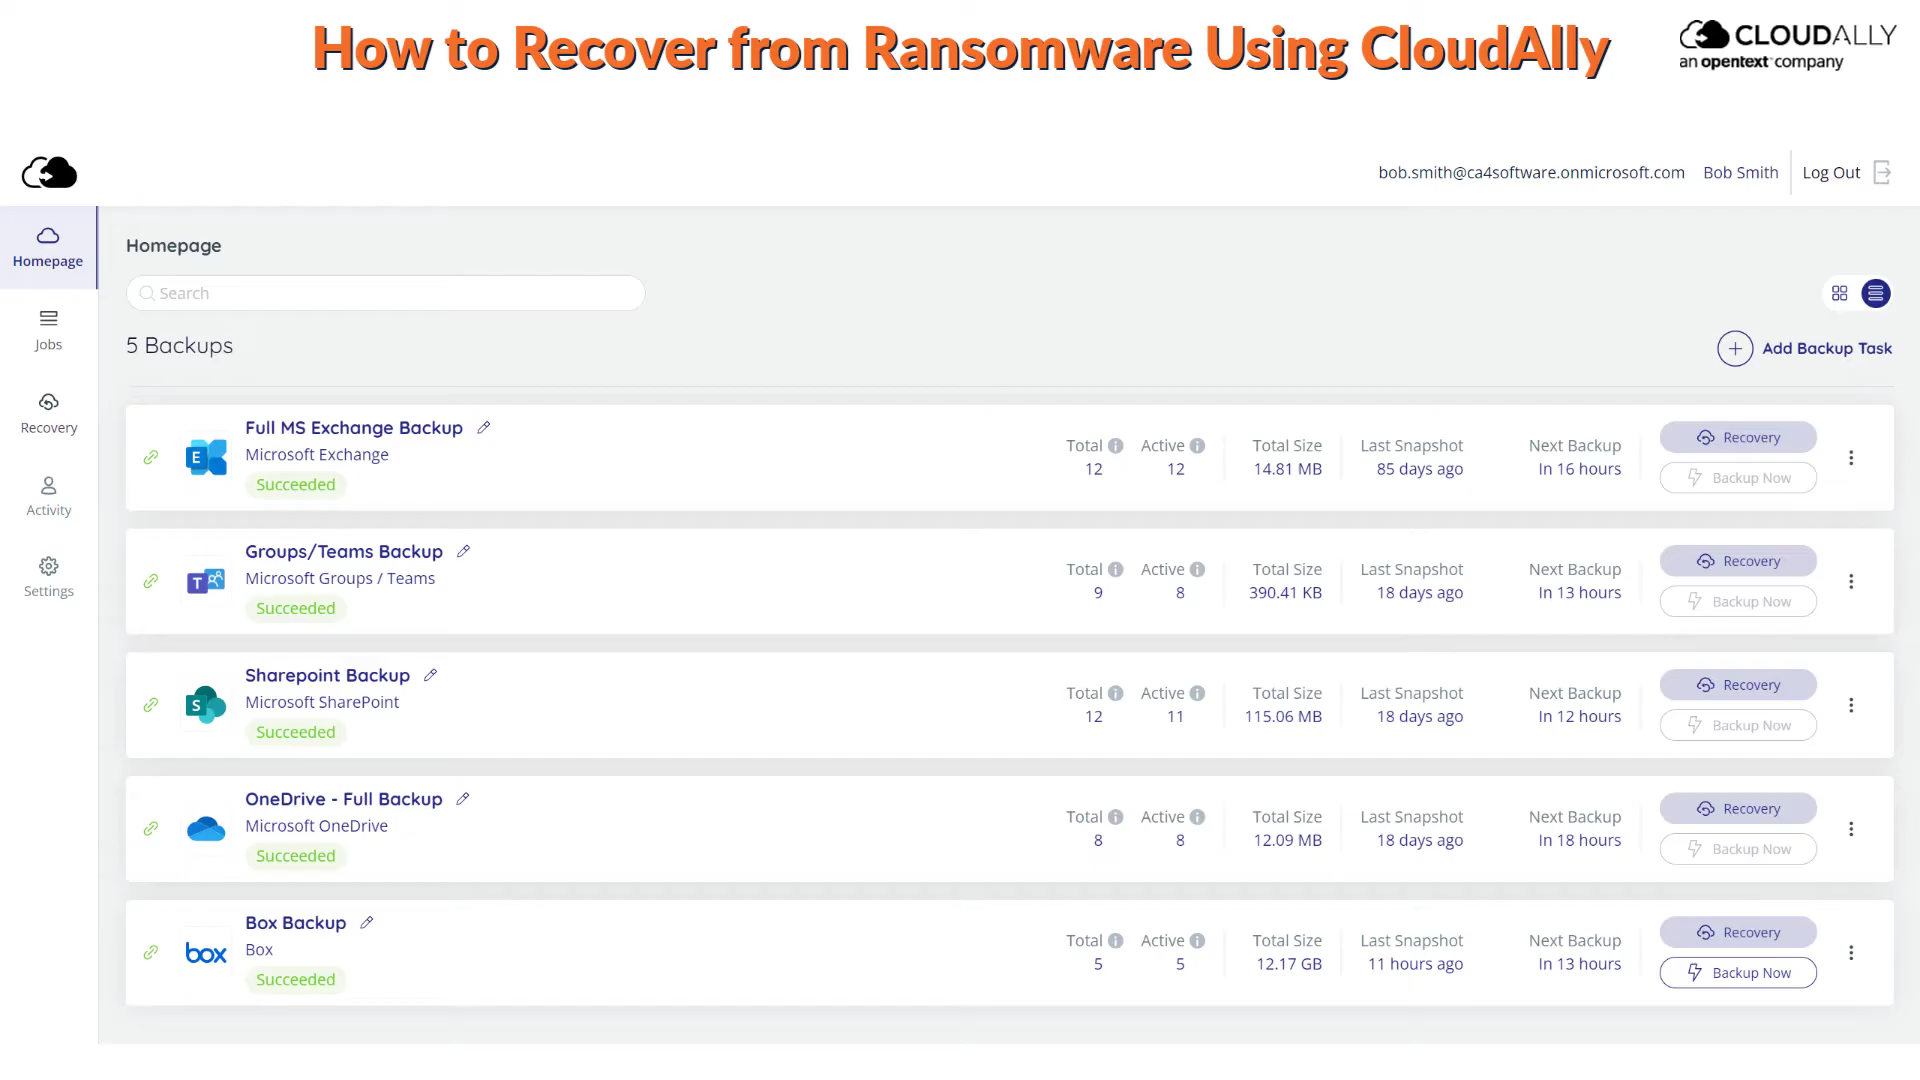 How to Recover from Ransomware Using CloudAlly
CLOUDALLY
an opentext™ company
bob.smith@ca4software.onmicrosoft.com Bob Smith Log Out
Homepage
Jobs
Recovery
Activity
Settings
Homepage
Search
5 Backups
Add Backup Task
Full MS Exchange Backup
Microsoft Exchange
Succeeded
Total Active Total Size Last Snapshot Next Backup
12 12 14.81 MB 85 days ago In 16 hours
Recovery
Backup Now
Groups/Teams Backup
Microsoft Groups / Teams
Succeeded
Total Active Total Size Last Snapshot Next Backup
9 8 390.41 KB 18 days ago In 13 hours
Recovery
Backup Now
Sharepoint Backup
Microsoft SharePoint
Succeeded
Total Active Total Size Last Snapshot Next Backup
12 11 115.06 MB 18 days ago In 12 hours
Recovery
Backup Now
OneDrive - Full Backup
Microsoft OneDrive
Succeeded
Total Active Total Size Last Snapshot Next Backup
8 8 12.09 MB 18 days ago In 18 hours
Recovery
Backup Now
box
Box Backup
Box
Succeeded
Total Active Total Size Last Snapshot Next Backup
5 5 12.17 GB 11 hours ago In 13 hours
Recovery
Backup Now